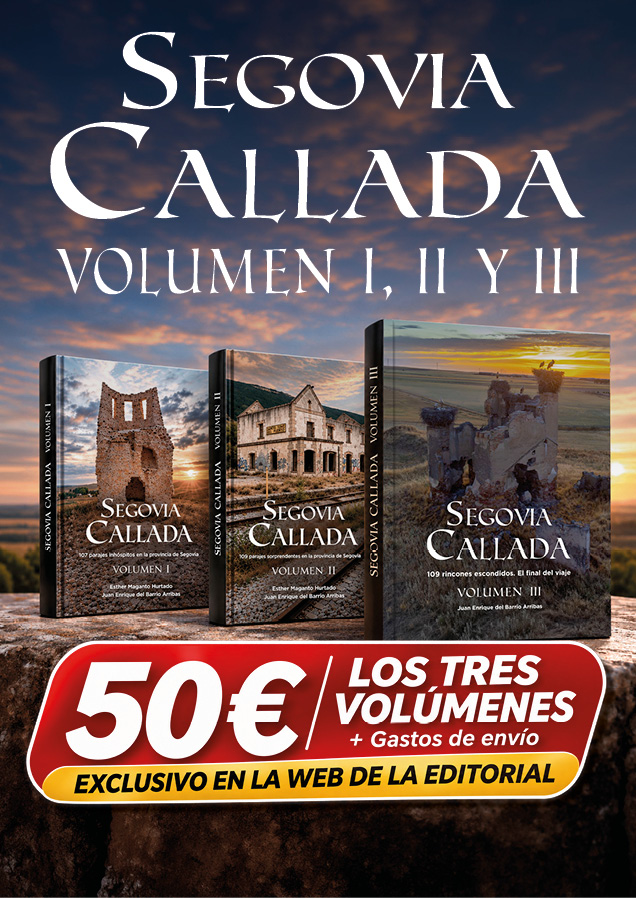 SEGOVIA
CALLADA
VOLUMEN I, II Y III
SEGOVIA CALLADA VOLUMEN I
SEGOVIA
CALLADA
107 parajes inhóspitos en la provincia de Segovia
VOLUMEN I
Esther Maganto Hurtado
Juan Enrique del Barrio Arribas
SEGOVIA CALLADA VOLUMEN II
SEGOVIA
CALLADA
109 parajes sorprendentes en la provincia de Segovia
VOLUMEN II
Esther Maganto Hurtado
Juan Enrique del Barrio Arribas
SEGOVIA CALLADA VOLUMEN III
SEGOVIA
CALLADA
109 rincones escondidos. El final del viaje
VOLUMEN III
Juan Enrique del Barrio Arribas
50€
LOS TRES
VOLÚMENES
+ Gastos de envío
EXCLUSIVO EN LA WEB DE LA EDITORIAL